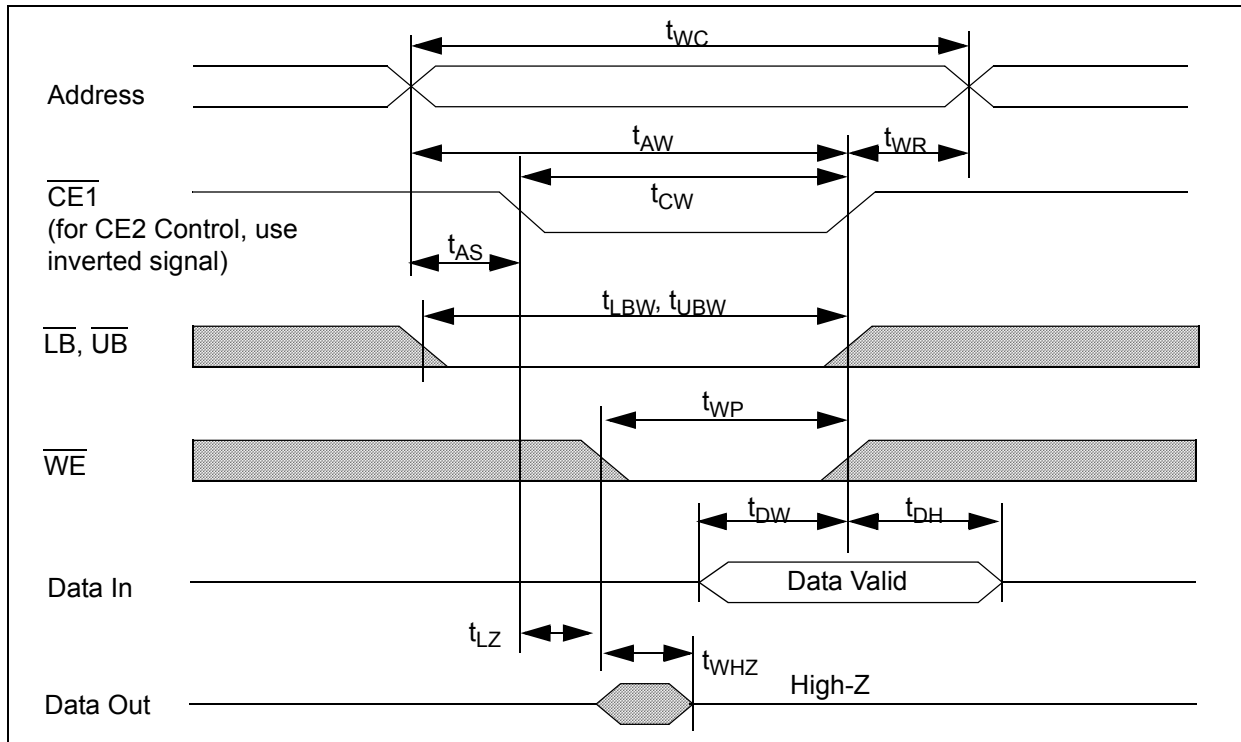 tWC
Address
tAW
tWR
CE1
(for CE2 Control, use
inverted signal)
tCW
tAS
tLBW, tUBW
LB, UB
tWP
WE
tDW
tDH
Data In
Data Valid
tLZ
tWHZ
Data Out
High-Z